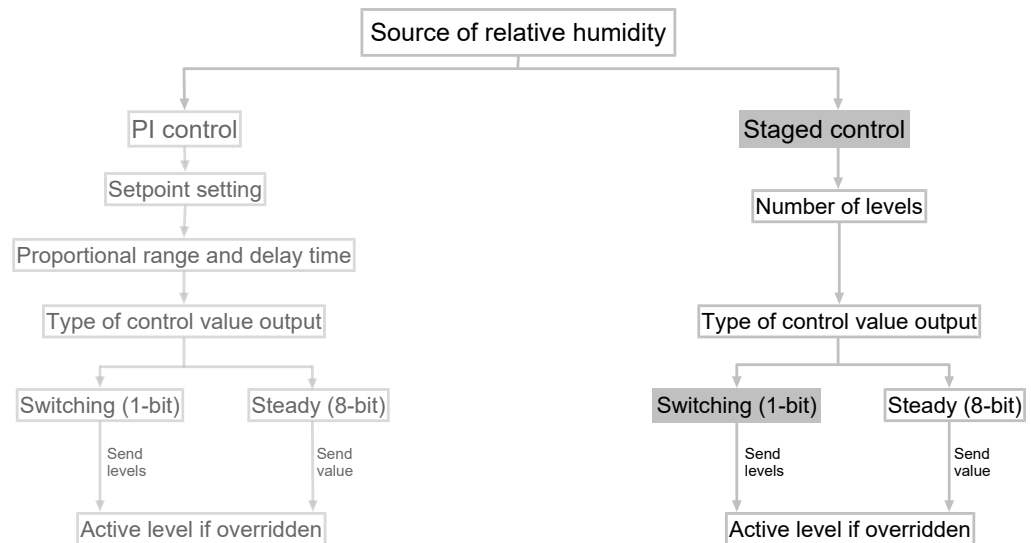 Source of relative humidity
PI control
Staged control
Setpoint setting
Number of levels
Proportional range and delay time
Type of control value output
Type of control value output
Switching (1-bit)
Steady (8-bit)
Switching (1-bit)
Steady (8-bit)
Send
levels
Send
value
Send
levels
Send
value
Active level if overridden
Active level if overridden